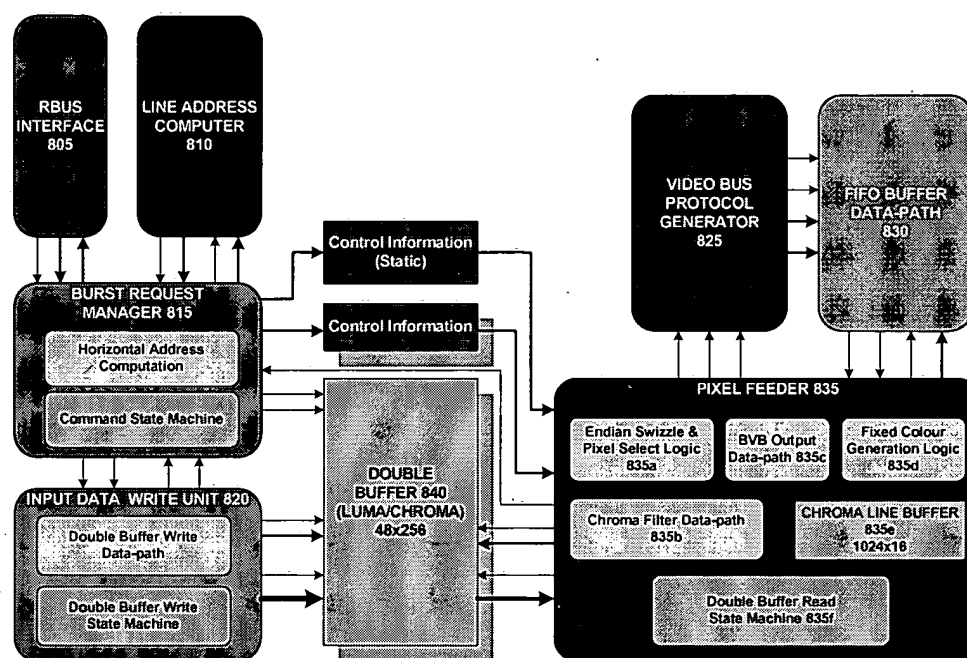 RBUS
INTERFACE
805
LINE ADDRESS
COMPUTER
810
VIDEO BUS
PROTOCOL
GENERATOR
825
FIFO BUFFER
DATA-PATH
830
Control Information
(Static)
BURST REQUEST
MANAGER 815
Control Information
Horizontal Address
Computation
Command State Machine
PIXEL FEEDER 835
Endian Swizzle &
Pixel Select Logic
835a
BVB Output
Data-path 835c
Fixed Colour
Generation Logic
835d
DOUBLE
BUFFER 840
(LUMA/CHROMA)
48x256
INPUT DATA WRITE UNIT 820
Double Buffer Write
Data-path
Chroma Filter Data-path
835b
CHROMA LINE BUFFER
835e
1024x16
Double Buffer Write
State Machine
Double Buffer Read
State Machine 835f